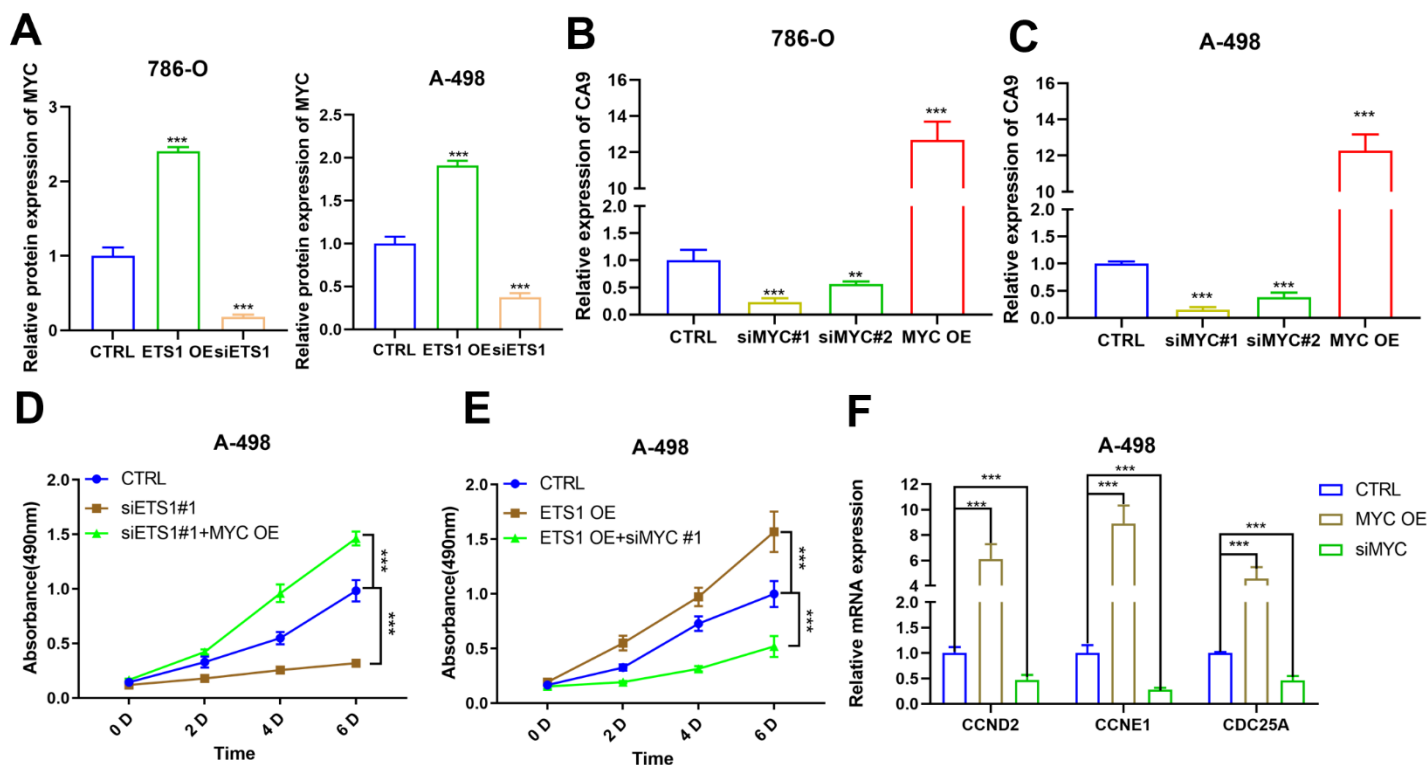 A
786-O
Relative protein expression of MYC
3
2
1
0
***
***
CTRL ETS1 OE siETS1
A-498
Relative protein expression of MYC
2.5
2.0
1.5
1.0
0.5
0.0
***
***
CTRL ETS1 OE siETS1
B
786-O
Relative expression of CA9
16
14
12
10
2.0
1.5
1.0
0.5
0.0
***
**
***
CTRL siMYC#1 siMYC#2 MYC OE
C
A-498
Relative expression of CA9
16
14
12
10
2.0
1.5
1.0
0.5
0.0
***
***
***
CTRL siMYC#1 siMYC#2 MYC OE
D
A-498
Absorbance(490nm)
2.0
1.5
1.0
0.5
0.0
CTRL
siETS1#1
siETS1#1+MYC OE
***
***
0 D 2 D 4 D 6 D
Time
E
A-498
Absorbance(490nm)
2.0
1.5
1.0
0.5
0.0
CTRL
ETS1 OE
ETS1 OE+siMYC #1
***
***
0 D 2 D 4 D 6 D
Time
F
A-498
Relative mRNA expression
12
10
8
6
4
2.0
1.5
1.0
0.5
0.0
***
***
***
***
***
***
CTRL
MYC OE
siMYC
CCND2 CCNE1 CDC25A